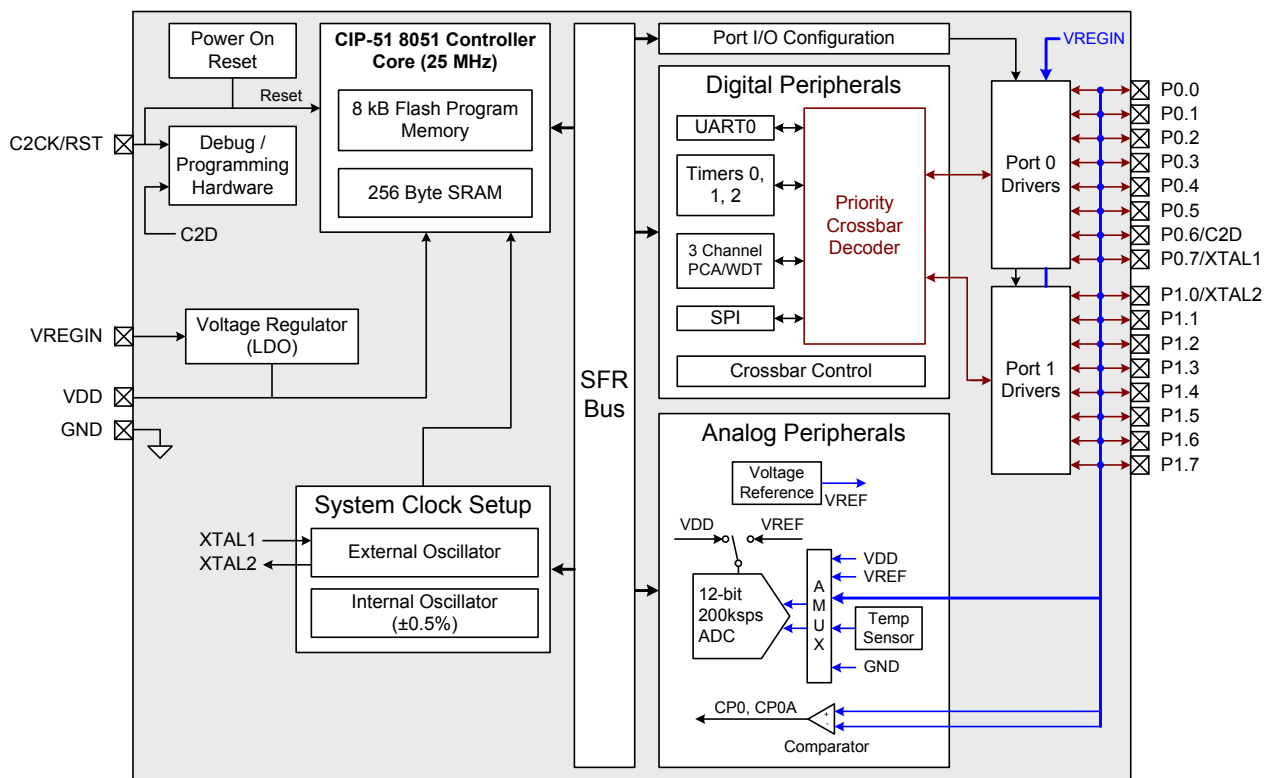 Power On
Reset
Reset
C2CK/RST
Debug /
Programming
Hardware
C2D
CIP-51 8051 Controller
Core (25 MHz)
8 kB Flash Program
Memory
256 Byte SRAM
VREGIN
Voltage Regulator
(LDO)
VDD
GND
System Clock Setup
XTAL1
XTAL2
External Oscillator
Internal Oscillator
(±0.5%)
SFR
Bus
Port I/O Configuration
Digital Peripherals
UART0
Timers 0,
1, 2
3 Channel
PCA/WDT
SPI
Priority
Crossbar
Decoder
Crossbar Control
Analog Peripherals
Voltage
Reference
VREF
VDD
VREF
12-bit
200ksps
ADC
A
M
U
X
VDD
VREF
Temp
Sensor
GND
CP0, CP0A
+
-
Comparator
VREGIN
Port 0
Drivers
Port 1
Drivers
P0.0
P0.1
P0.2
P0.3
P0.4
P0.5
P0.6/C2D
P0.7/XTAL1
P1.0/XTAL2
P1.1
P1.2
P1.3
P1.4
P1.5
P1.6
P1.7